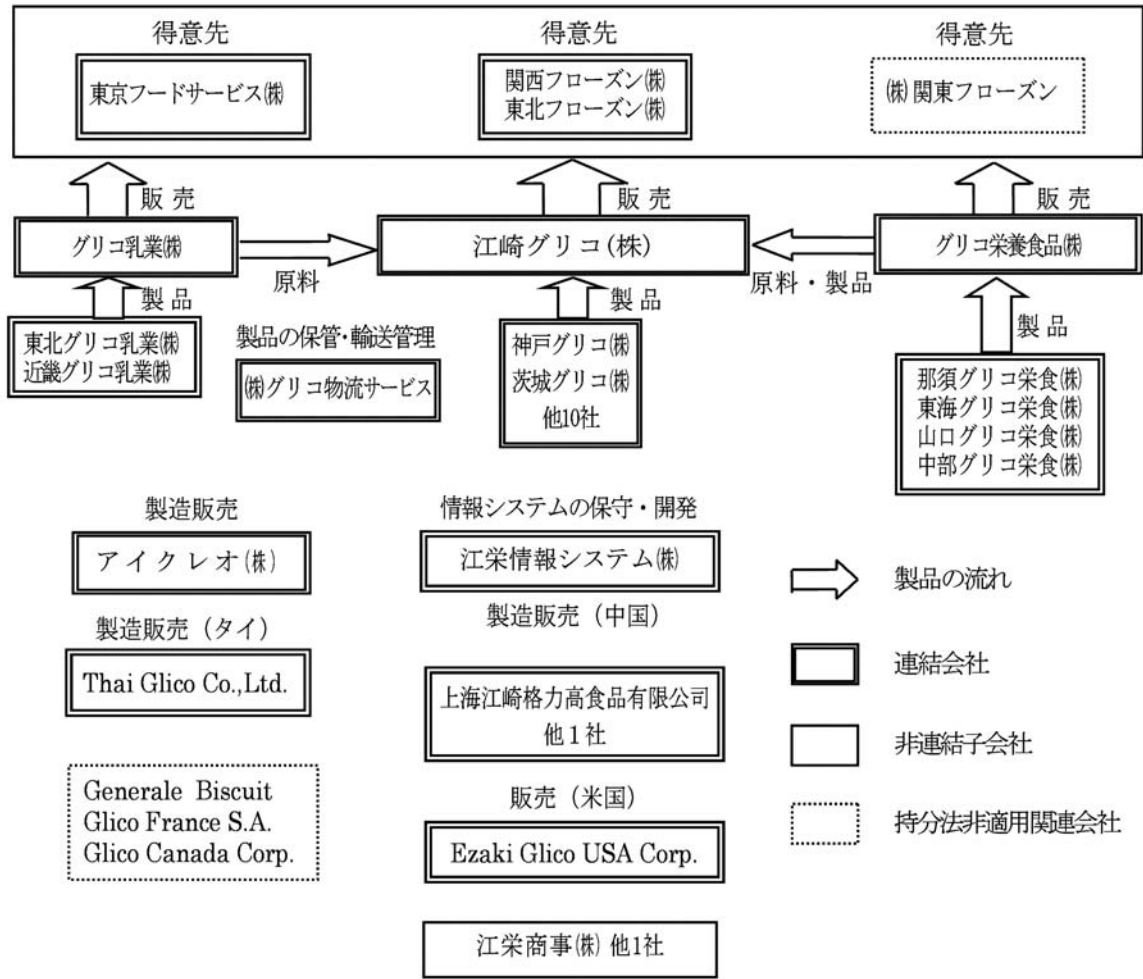 得意先
東京フードサービス㈱
得意先
関西フローズン㈱
東北フローズン㈱
得意先
㈱関東フローズン
販売
販売
販売
グリコ乳業㈱
江崎グリコ(株)
グリコ栄養食品㈱
原料
原料・製品
製品
製品
製品
東北グリコ乳業㈱
近畿グリコ乳業㈱
製品の保管・輸送管理
㈱グリコ物流サービス
神戸グリコ㈱
茨城グリコ㈱
他10社
那須グリコ栄食㈱
東海グリコ栄食㈱
山口グリコ栄食㈱
中部グリコ栄食㈱
製造販売
アイクレオ㈱
製造販売（タイ）
Thai Glico Co.,Ltd.
Generale Biscuit
Glico France S.A.
Glico Canada Corp.
情報システムの保守・開発
江栄情報システム㈱
製造販売（中国）
上海江崎格力高食品有限公司
他１社
販売（米国）
Ezaki Glico USA Corp.
江栄商事㈱ 他1社
製品の流れ
連結会社
非連結子会社
持分法非適用関連会社